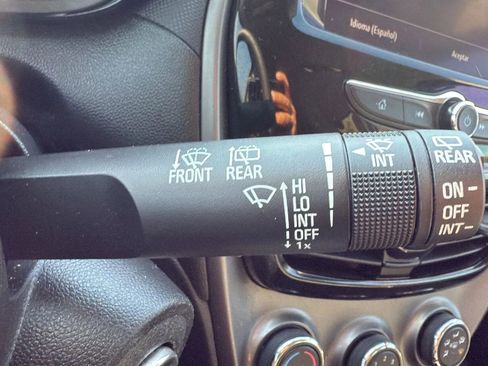 Idioma (Español)
Aceptar
FRONT
REAR
HI
LO
INT
OFF
1x
INT
REAR
ON
OFF
INT